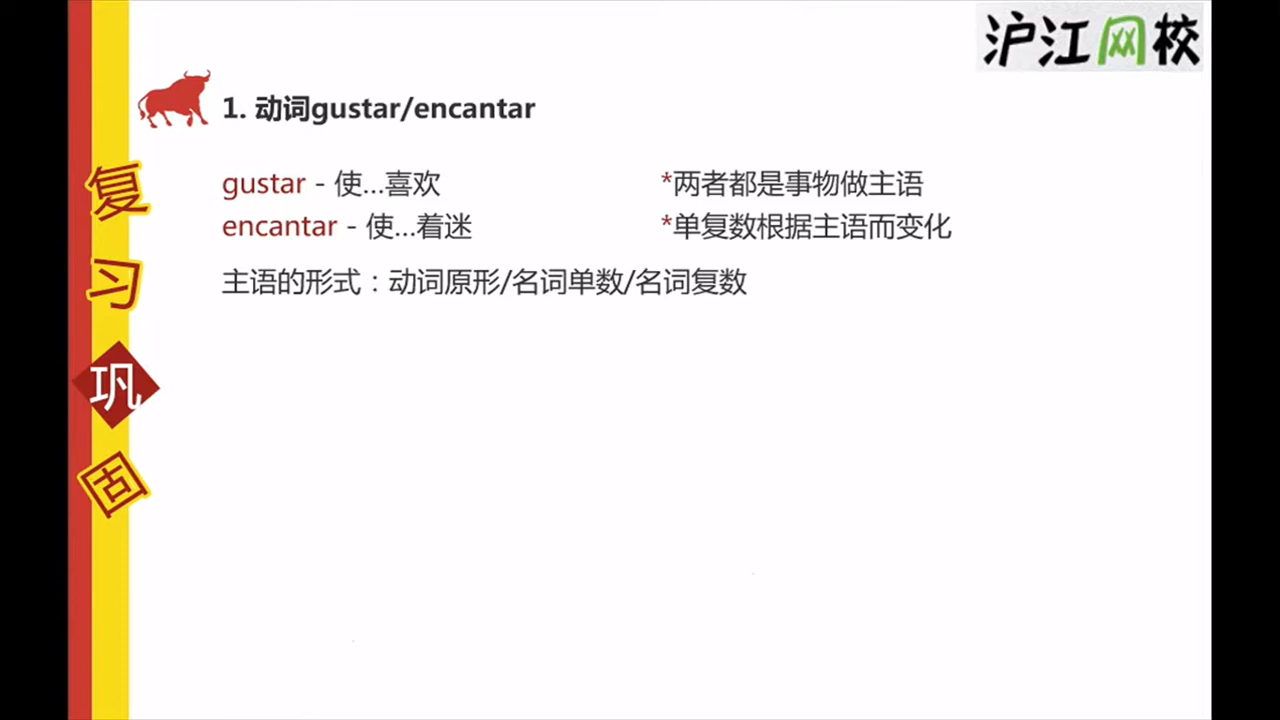 沪江网校
1. 动词gustar/encantar
gustar - 使...喜欢
*两者都是事物做主语
encantar - 使...着迷
*单复数根据主语而变化
主语的形式：动词原形/名词单数/名词复数
复
习
巩
固